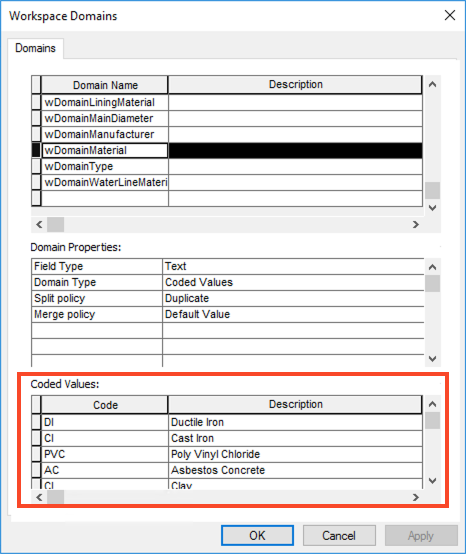 Workspace Domains
Domains
Domain Name Description
wDomainLiningMaterial
wDomainMainDiameter
wDomainManufacturer
wDomainMaterial
wDomainType
wDomainWaterLineMateri
Domain Properties:
Field Type Text
Domain Type Coded Values
Split policy Duplicate
Merge policy Default Value
Coded Values:
Code Description
DI Ductile Iron
CI Cast Iron
PVC Poly Vinyl Chloride
AC Asbestos Concrete
Clay
OK Cancel Apply